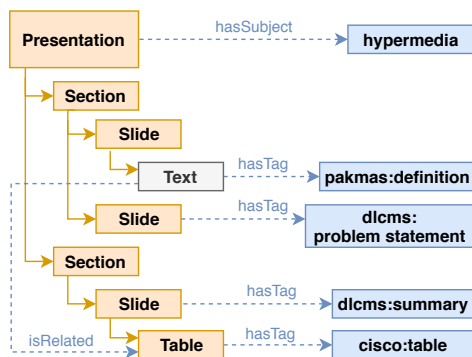 hasSubject
Presentation
hypermedia
Section
Slide
hasTag
Text
pakmas:definition
hasTag
Slide
dlcms:
problem statement
Section
hasTag
Slide
dlcms:summary
isRelated
hasTag
Table
cisco:table